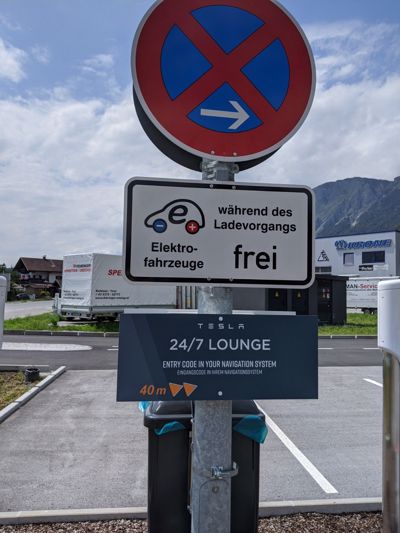 e
während des
Ladevorgangs
Elektro-
fahrzeuge
frei
TESLA
24/7 LOUNGE
ENTRY CODE IN YOUR NAVIGATION SYSTEM
EINGANGSCODE IN IHREM NAVIGATIONSSYSTEM
40 m